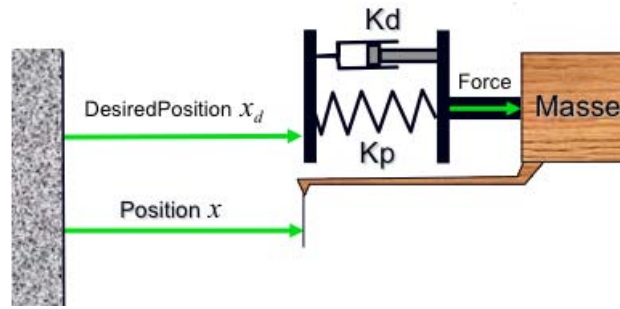 Kd
Force
DesiredPosition x_d
Masse
Kp
Position x